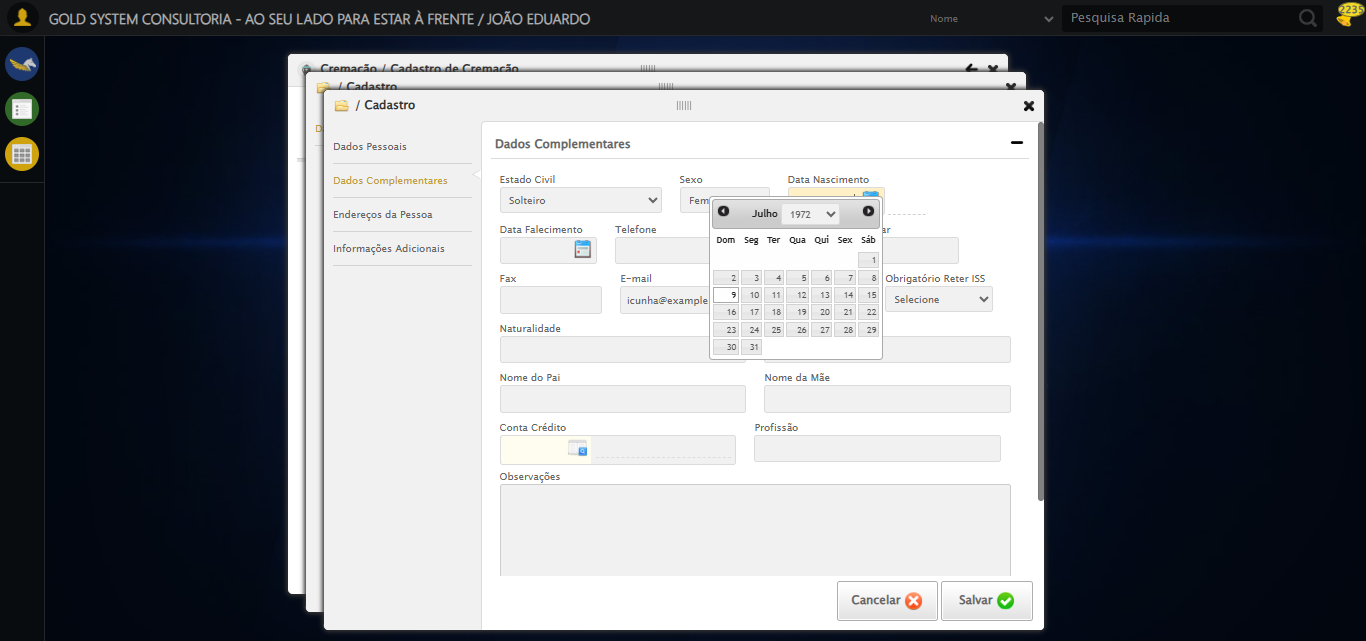 GOLD SYSTEM CONSULTORIA - AO SEU LADO PARA ESTAR À FRENTE / JOÃO EDUARDO
Nome
Pesquisa Rapida
2235
Cremação / Cadastro de Cremação
/ Cadastro
/ Cadastro
Dados Pessoais
Dados Complementares
Endereços da Pessoa
Informações Adicionais
Dados Complementares
Estado Civil
Sexo
Data Nascimento
Solteiro
Fem
Julho 1972
Dom Seg Ter Qua Qui Sex Sáb
1
2 3 4 5 6 7 8
9 10 11 12 13 14 15
16 17 18 19 20 21 22
23 24 25 26 27 28 29
30 31
Data Falecimento
Telefone
ar
Fax
E-mail
Obrigatório Reter ISS
icunha@example
Selecione
Naturalidade
Nome do Pai
Nome da Mãe
Conta Crédito
Profissão
Observações
Cancelar
Salvar